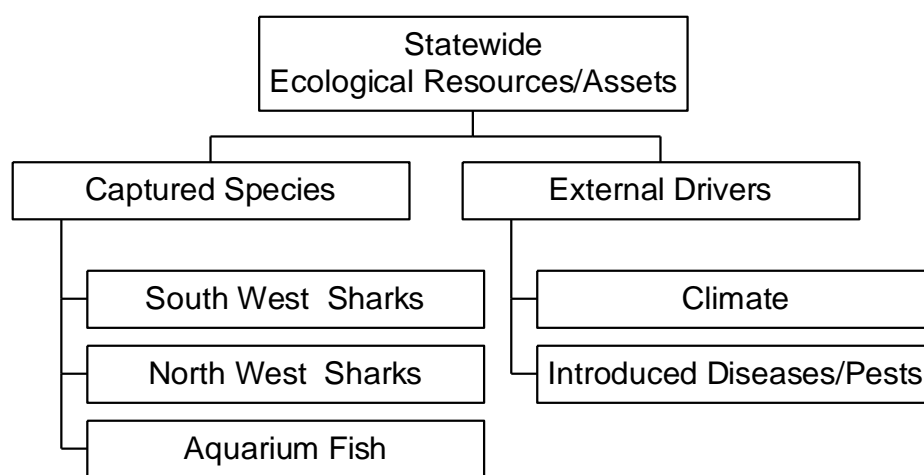 Statewide
Ecological Resources/Assets
Captured Species
External Drivers
South West  Sharks
North West  Sharks
Aquarium Fish
Climate
Introduced Diseases/Pests